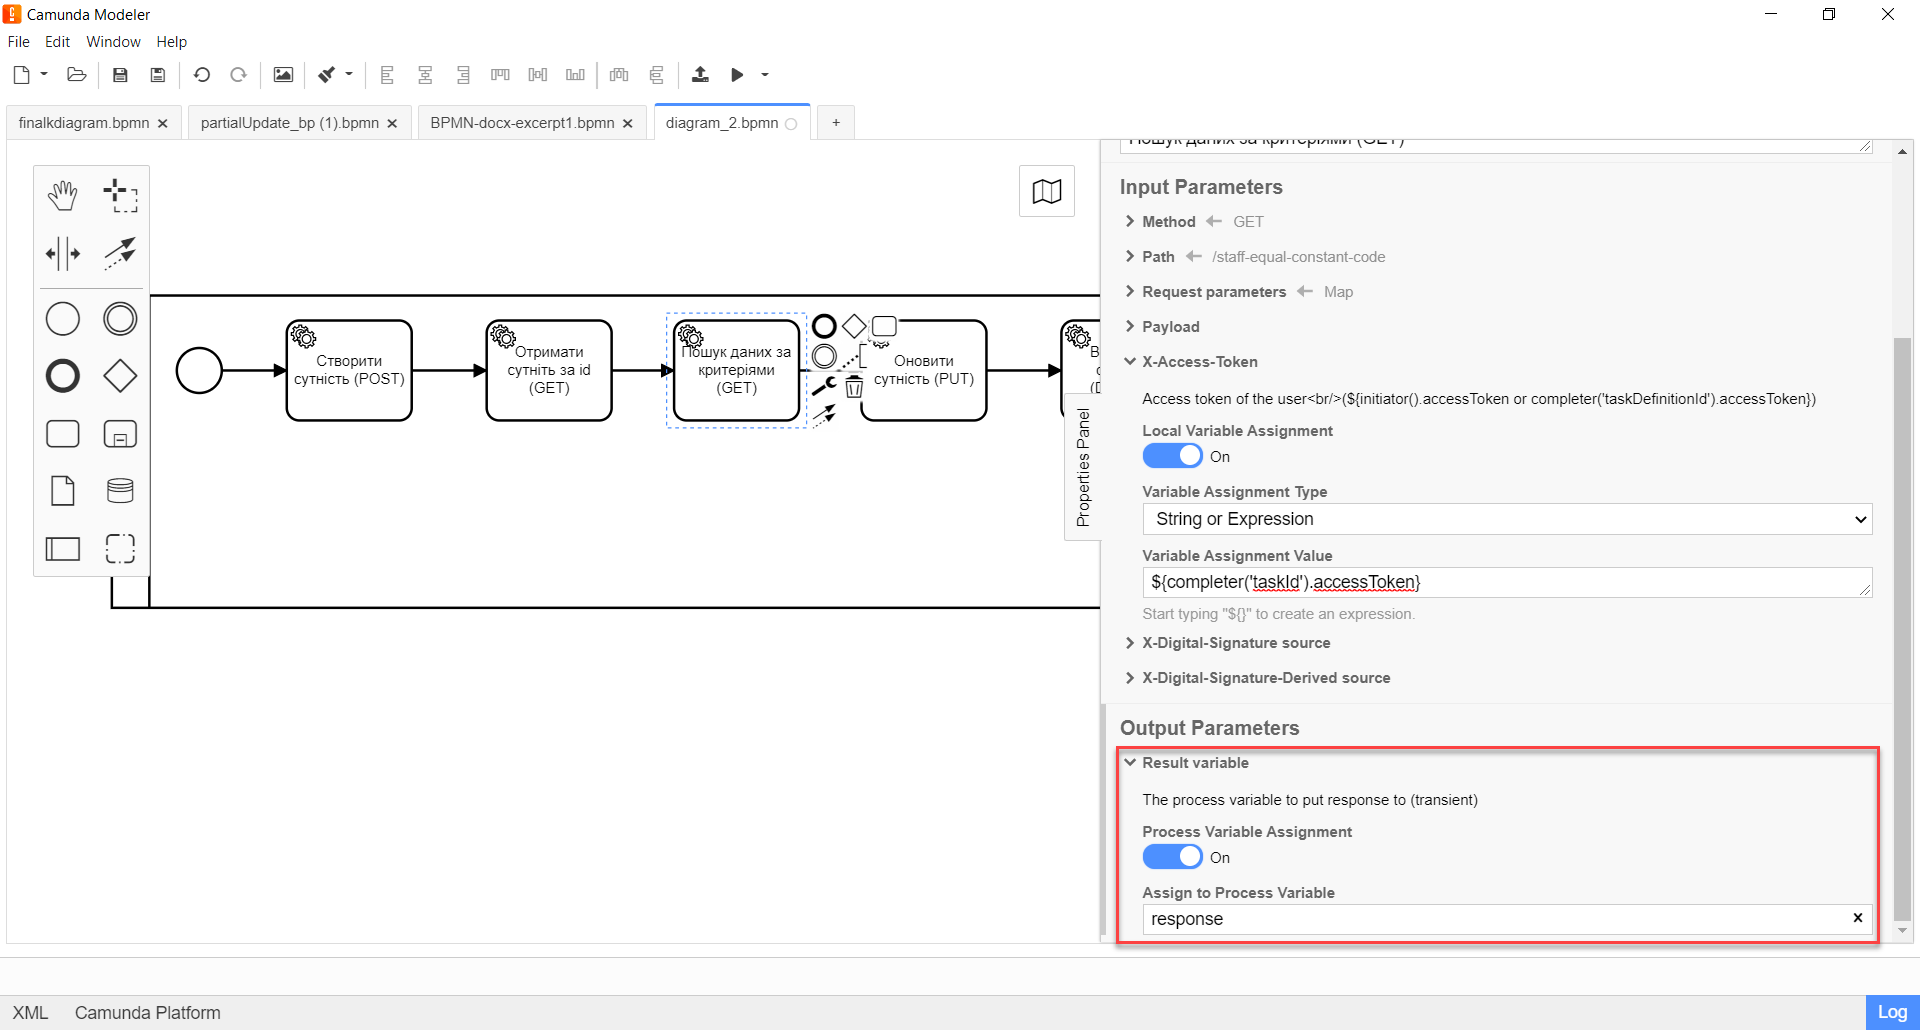 Camunda Modeler
File Edit Window Help
finalkdiagram.bpmn
partialUpdate_bp (1).bpmn
BPMN-docx-excerpt1.bpmn
diagram_2.bpmn
+
Створити
сутність (POST)
Отримати
сутніть за id
(GET)
Пошук даних за
критеріями
(GET)
Оновити
сутність (PUT)
Properties Panel
Пошук даних за критеріями (GET)
Input Parameters
Method GET
Path /staff-equal-constant-code
Request parameters Map
Payload
X-Access-Token
Access token of the user<br/>(${initiator().accessToken or completer('taskDefinitionId').accessToken})
Local Variable Assignment
On
Variable Assignment Type
String or Expression
Variable Assignment Value
${completer('taskId').accessToken}
Start typing "${}" to create an expression.
X-Digital-Signature source
X-Digital-Signature-Derived source
Output Parameters
Result variable
The process variable to put response to (transient)
Process Variable Assignment
On
Assign to Process Variable
response
XML Camunda Platform
Log